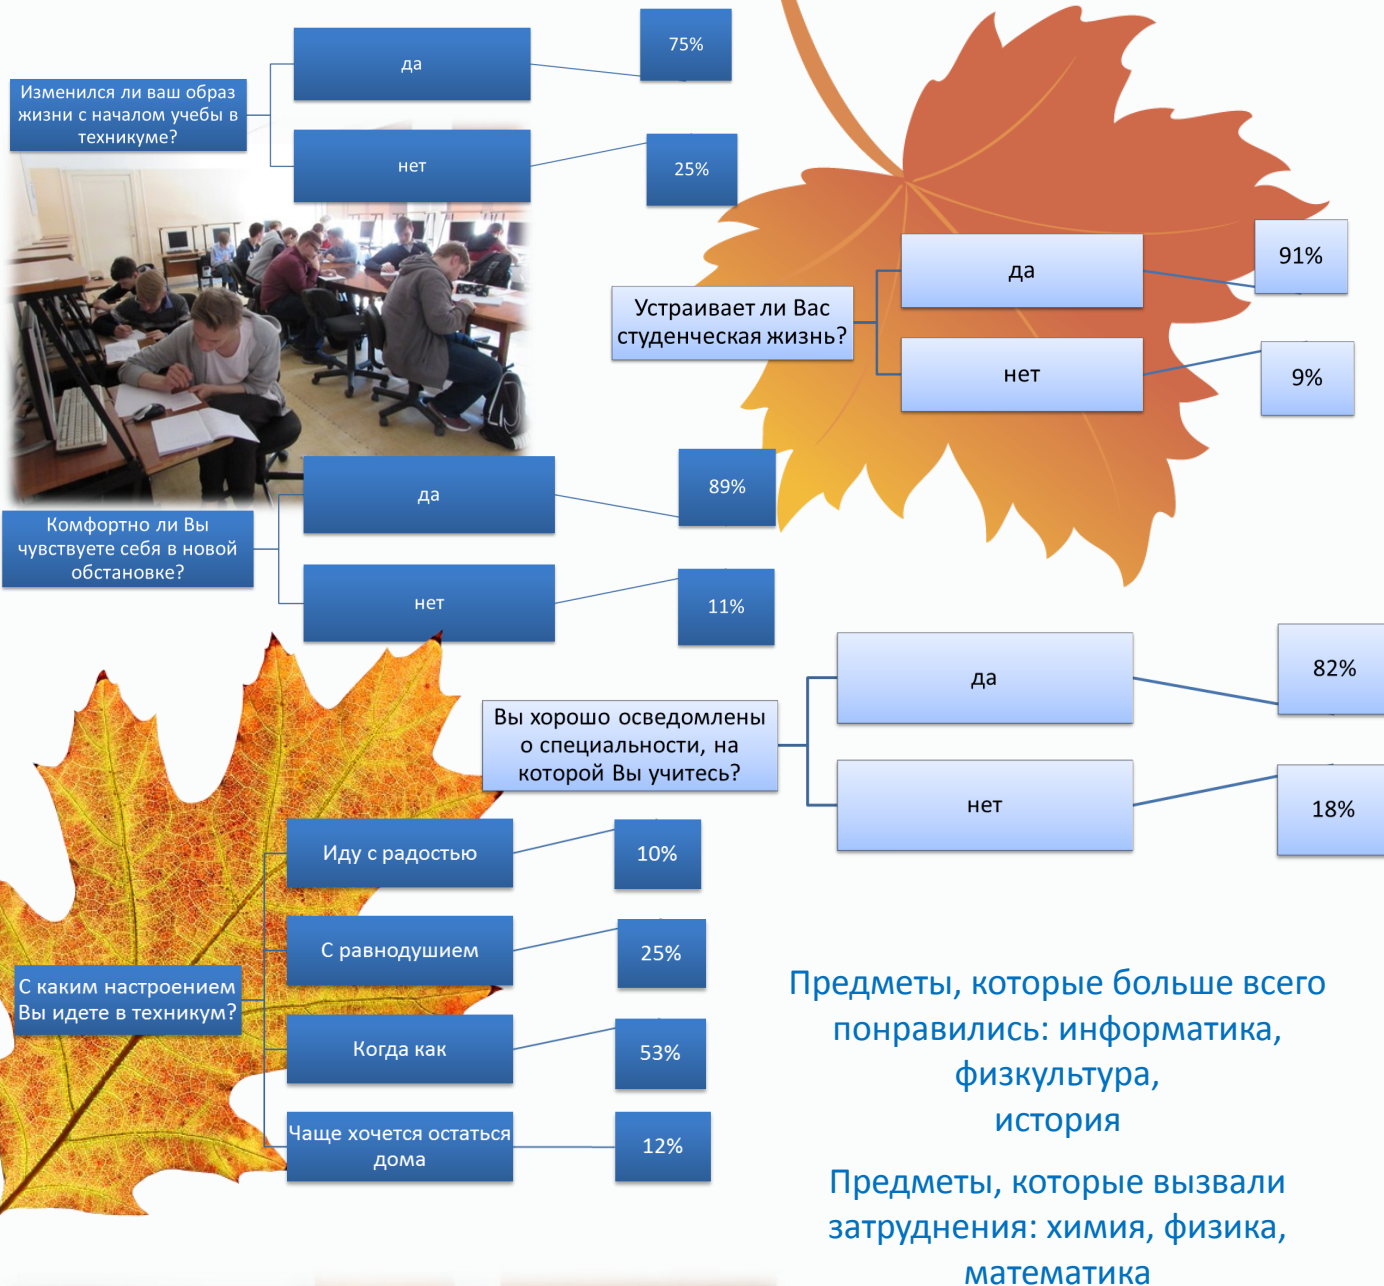 Изменился ли ваш образ
жизни с началом учебы в
техникуме?
да
75%
нет
25%
Устраивает ли Вас
студенческая жизнь?
да
91%
нет
9%
Комфортно ли Вы
чувствуете себя в новой
обстановке?
да
89%
нет
11%
Вы хорошо осведомлены
о специальности, на
которой Вы учитесь?
да
82%
нет
18%
С каким настроением
Вы идете в техникум?
Иду с радостью
10%
С равнодушием
25%
Когда как
53%
Чаще хочется остаться
дома
12%
Предметы, которые больше всего
понравились: информатика,
физкультура,
история
Предметы, которые вызвали
затруднения: химия, физика,
математика